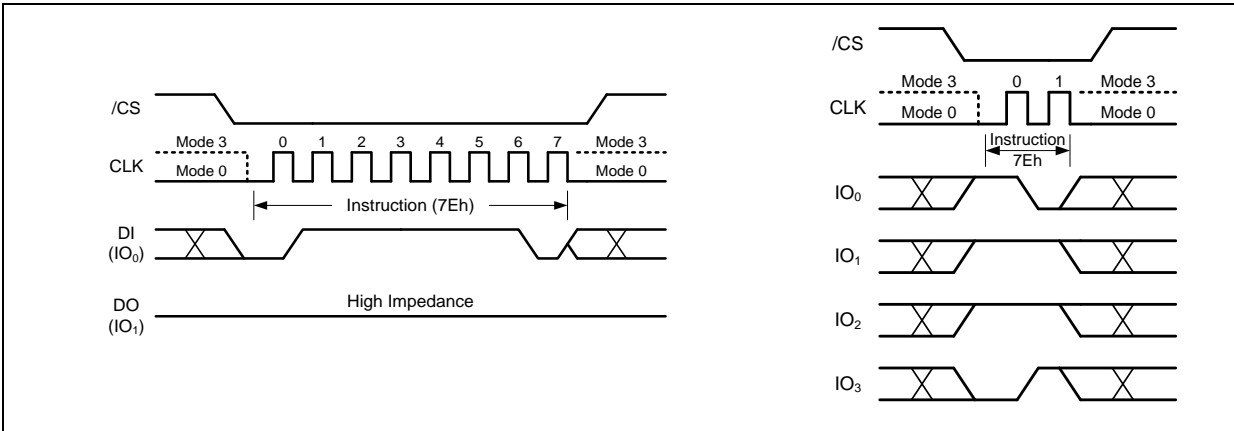 /CS
Mode 3 0 1 2 3 4 5 6 7 Mode 3
CLK
Mode 0 Mode 0
Instruction (7Eh)
DI
(IO₀)
High Impedance
DO
(IO₁)
/CS
Mode 3 0 1 Mode 3
CLK
Mode 0 Mode 0
Instruction
7Eh
IO₀
IO₁
IO₂
IO₃